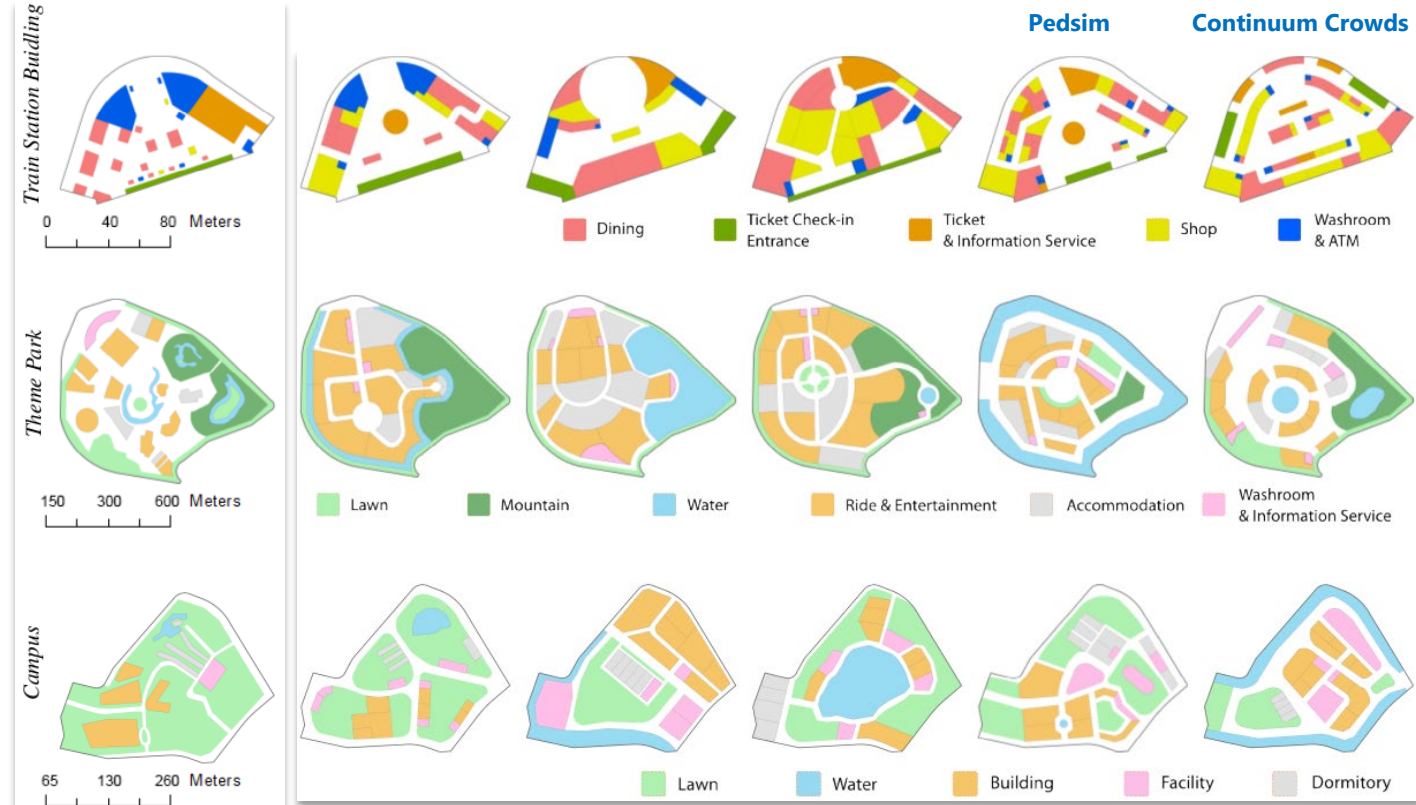 Pedsim
Continuum Crowds
Train Station Buidling
0 40 80 Meters
Dining
Ticket Check-in
Entrance
Ticket
& Information Service
Shop
Washroom
& ATM
Theme Park
150 300 600 Meters
Lawn
Mountain
Water
Ride & Entertainment
Accommodation
Washroom
& Information Service
Campus
65 130 260 Meters
Lawn
Water
Building
Facility
Dormitory